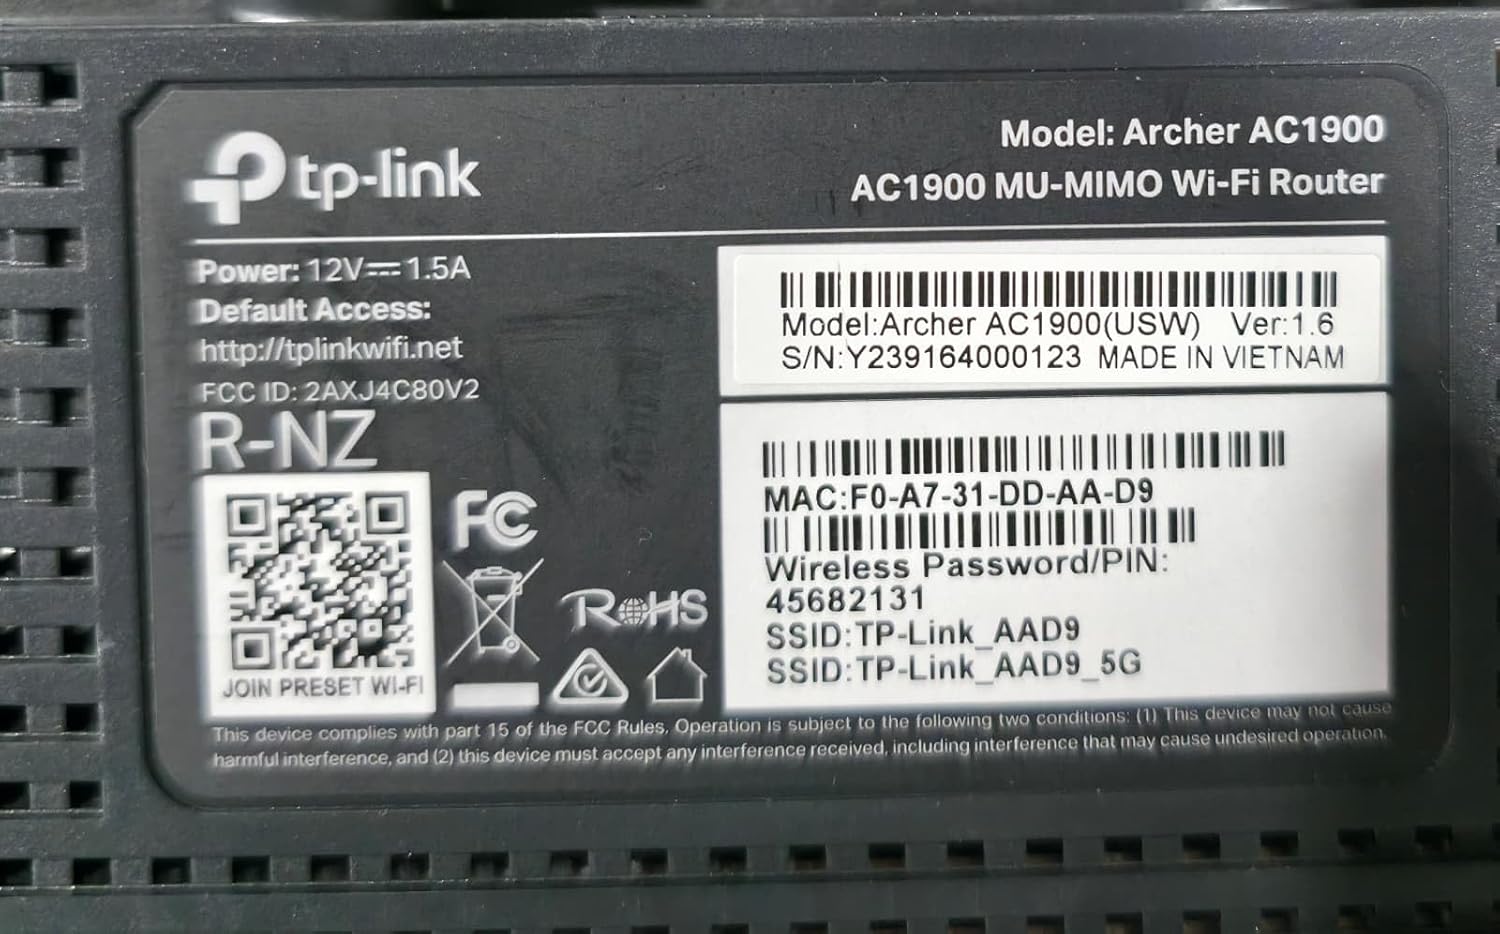 tp-link
Model: Archer AC1900
AC1900 MU-MIMO Wi-Fi Router
Power: 12V⎓1.5A
Default Access:
http://tplinkwifi.net
FCC ID: 2AXJ4C80V2
R-NZ
JOIN PRESET WI-FI
FC
RoHS
Model:Archer AC1900(USW) Ver:1.6
S/N:Y239164000123 MADE IN VIETNAM
MAC:F0-A7-31-DD-AA-D9
Wireless Password/PIN:
45682131
SSID:TP-Link_AAD9
SSID:TP-Link_AAD9_5G
This device complies with part 15 of the FCC Rules. Operation is subject to the following two conditions: (1) This device may not cause
harmful interference, and (2) this device must accept any interference received, including interference that may cause undesired operation.